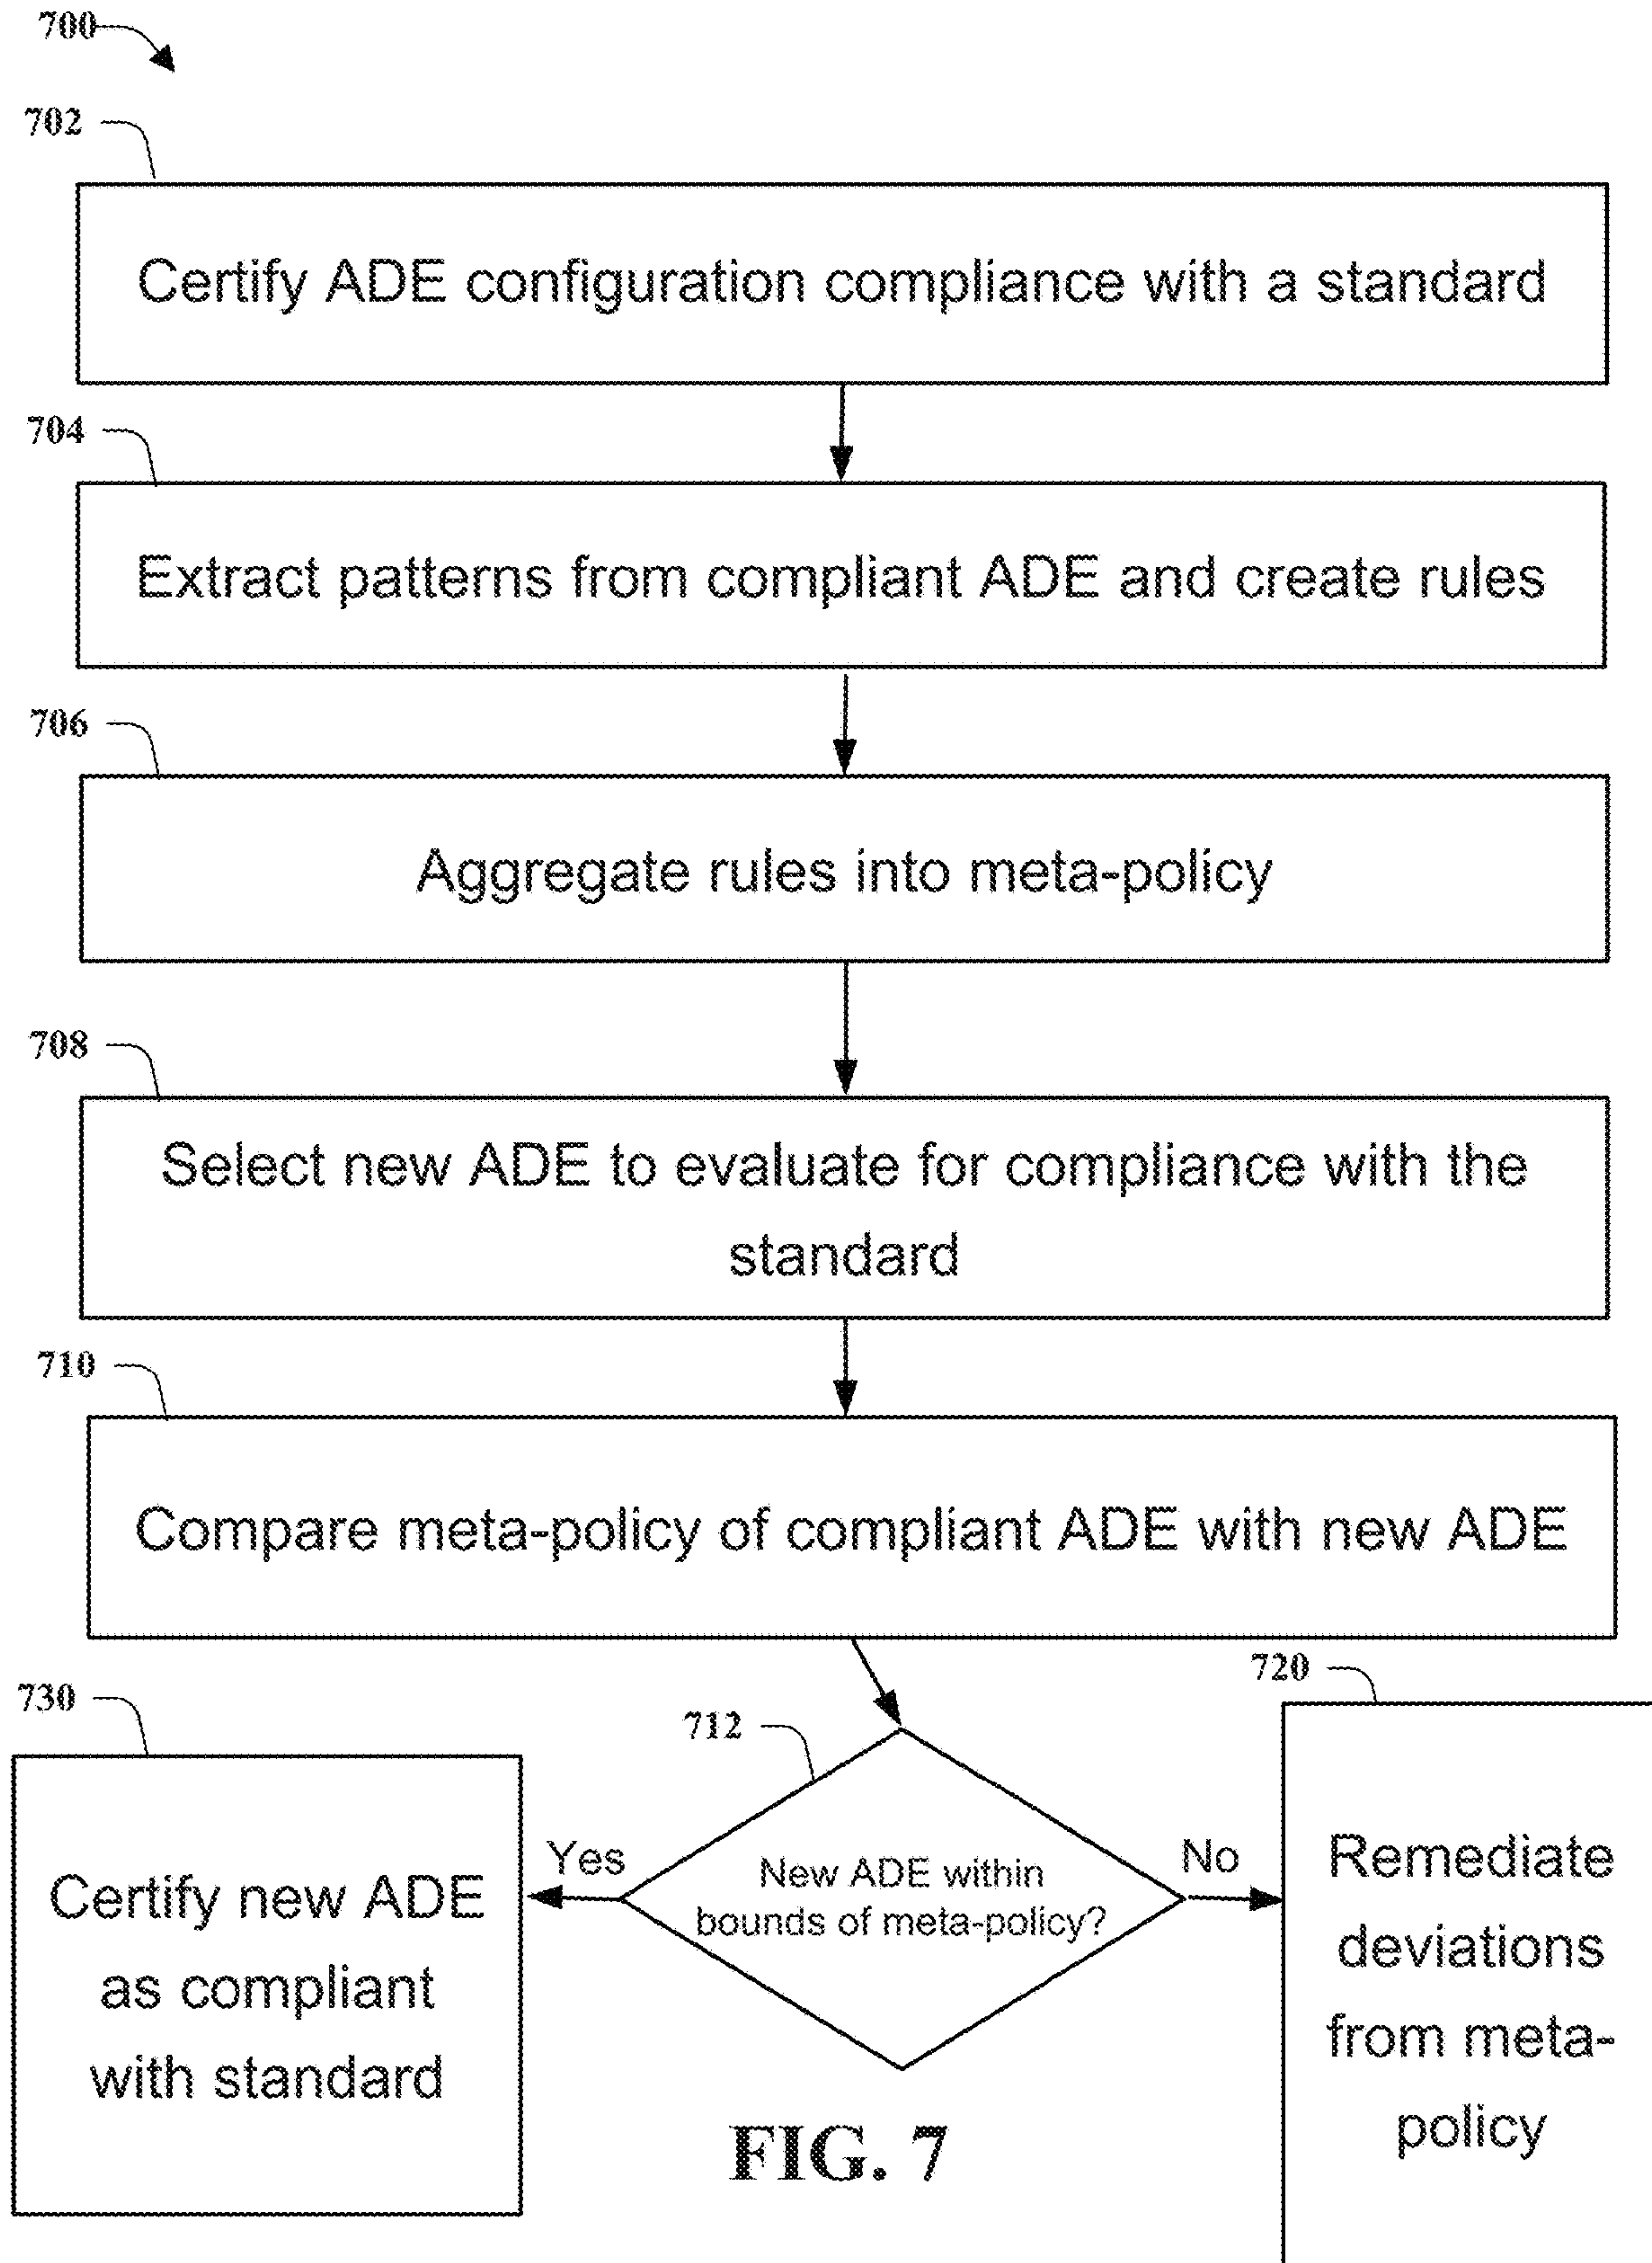 700
702
Certify ADE configuration compliance with a standard
704
Extract patterns from compliant ADE and create rules
706
Aggregate rules into meta-policy
708
Select new ADE to evaluate for compliance with the
standard
710
Compare meta-policy of compliant ADE with new ADE
730
Certify new ADE
as compliant
with standard
712
Yes
New ADE within
bounds of meta-policy?
No
720
Remediate
deviations
from meta-
policy
FIG. 7